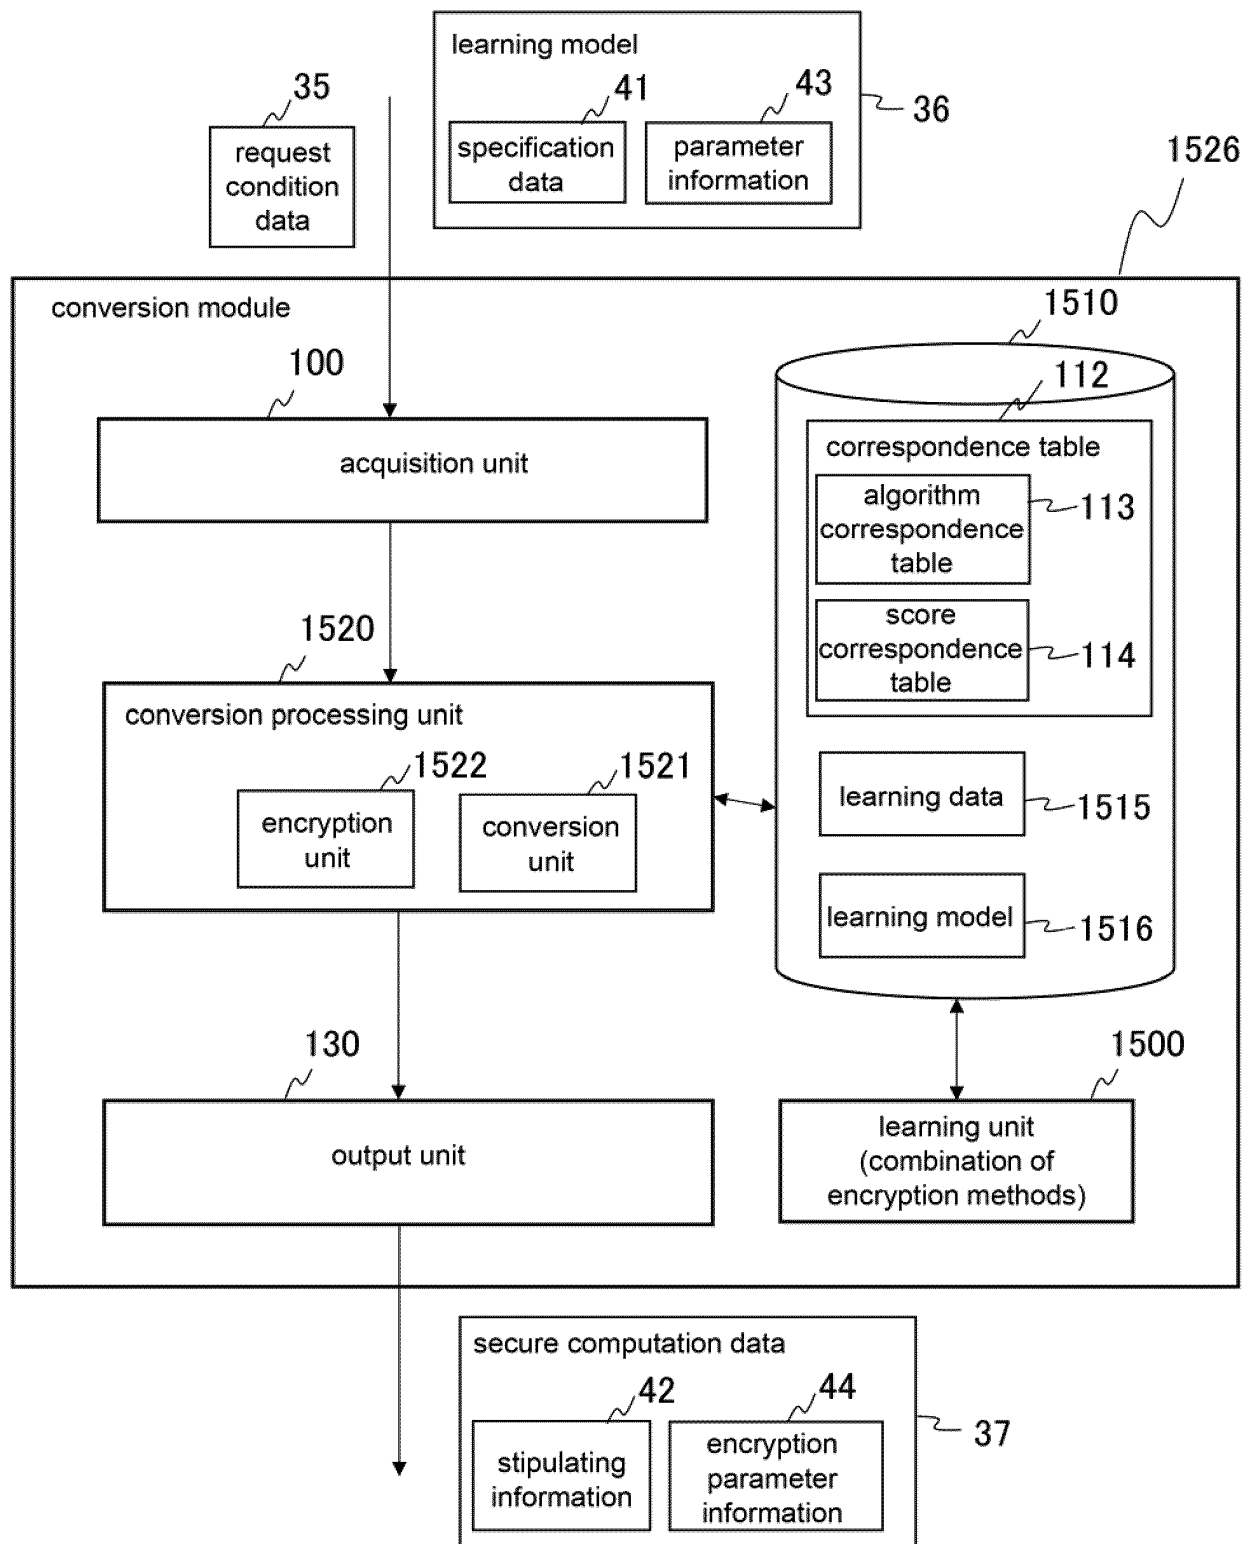 learning model
35
41
43
36
request
condition
data
specification
data
parameter
information
1526
conversion module
1510
100
112
acquisition unit
correspondence table
algorithm
correspondence
table
113
1520
score
correspondence
table
114
conversion processing unit
1522
1521
encryption
unit
conversion
unit
learning data
1515
learning model
1516
130
1500
output unit
learning unit
(combination of
encryption methods)
secure computation data
42
44
37
stipulating
information
encryption
parameter
information